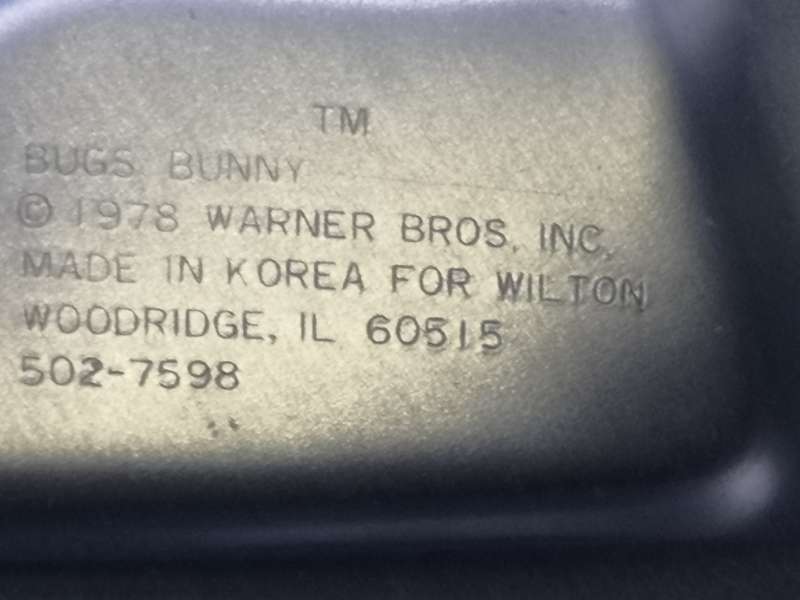 TM
BUGS BUNNY
© 1978 WARNER BROS. INC.
MADE IN KOREA FOR WILTON
WOODRIDGE, IL 60515
502-7598